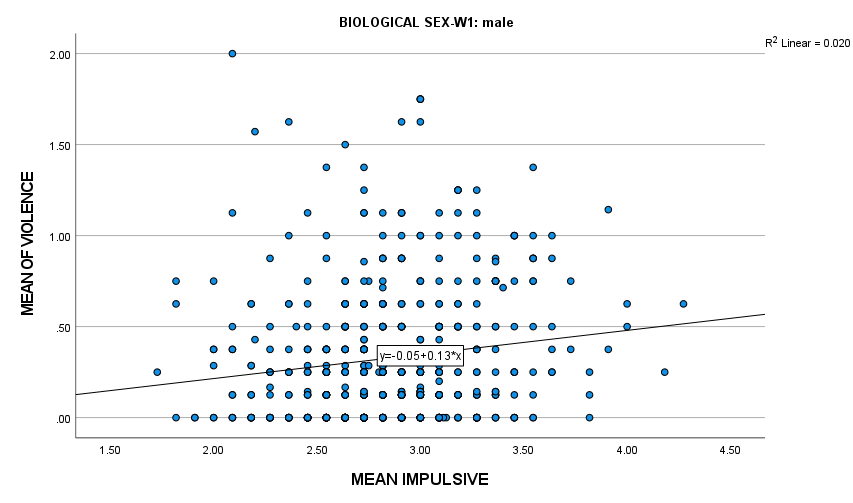 BIOLOGICAL SEX-W1: male
R² Linear = 0.020
2.00
1.50
1.00
.50
.00
MEAN OF VIOLENCE
y=-0.05+0.13*x
1.50 2.00 2.50 3.00 3.50 4.00 4.50
MEAN IMPULSIVE